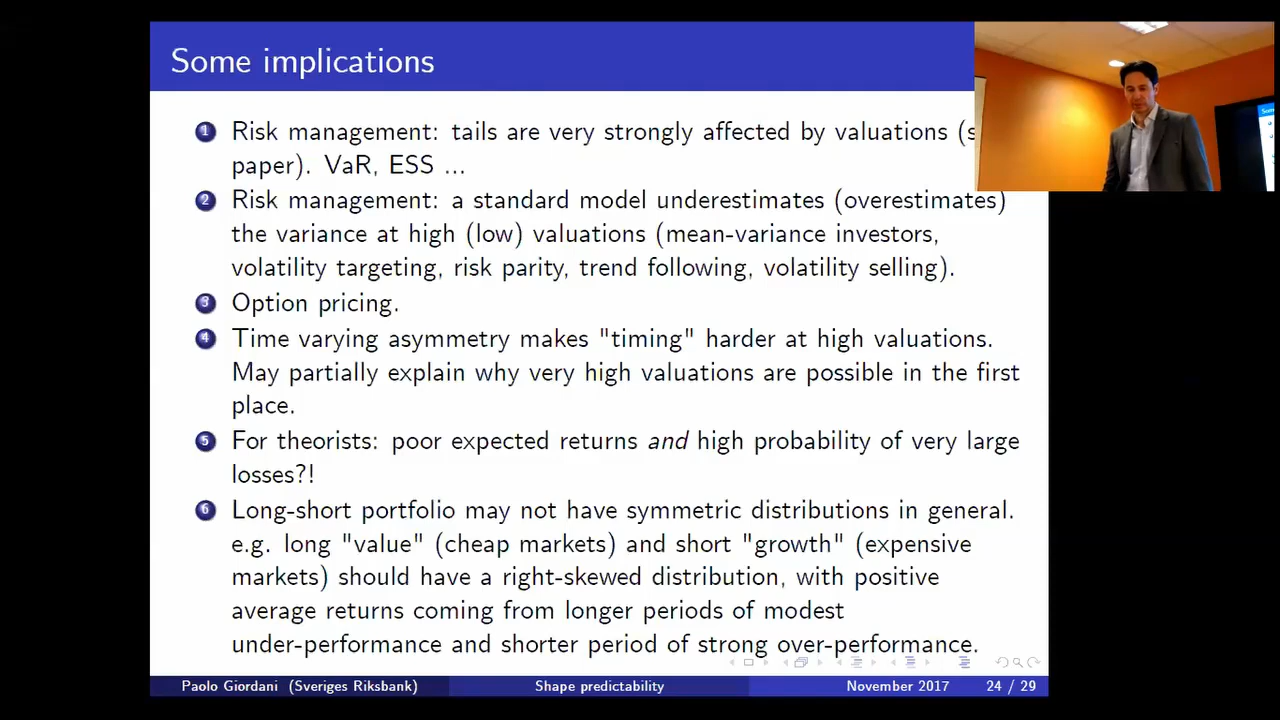 Some implications
1 Risk management: tails are very strongly affected by valuations (s
paper). VaR, ESS ...
2 Risk management: a standard model underestimates (overestimates)
the variance at high (low) valuations (mean-variance investors,
volatility targeting, risk parity, trend following, volatility selling).
3 Option pricing.
4 Time varying asymmetry makes "timing" harder at high valuations.
May partially explain why very high valuations are possible in the first
place.
5 For theorists: poor expected returns and high probability of very large
losses?!
6 Long-short portfolio may not have symmetric distributions in general.
e.g. long "value" (cheap markets) and short "growth" (expensive
markets) should have a right-skewed distribution, with positive
average returns coming from longer periods of modest
under-performance and shorter period of strong over-performance.
Paolo Giordani (Sveriges Riksbank) Shape predictability November 2017 24 / 29